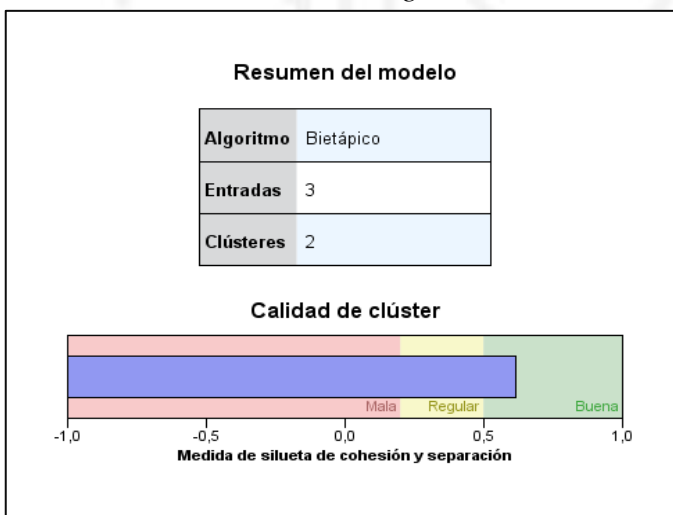 Resumen del modelo
Algoritmo Bietápico
Entradas 3
Clústeres 2
Calidad de clúster
Mala Regular Buena
-1,0 -0,5 0,0 0,5 1,0
Medida de silueta de cohesión y separación